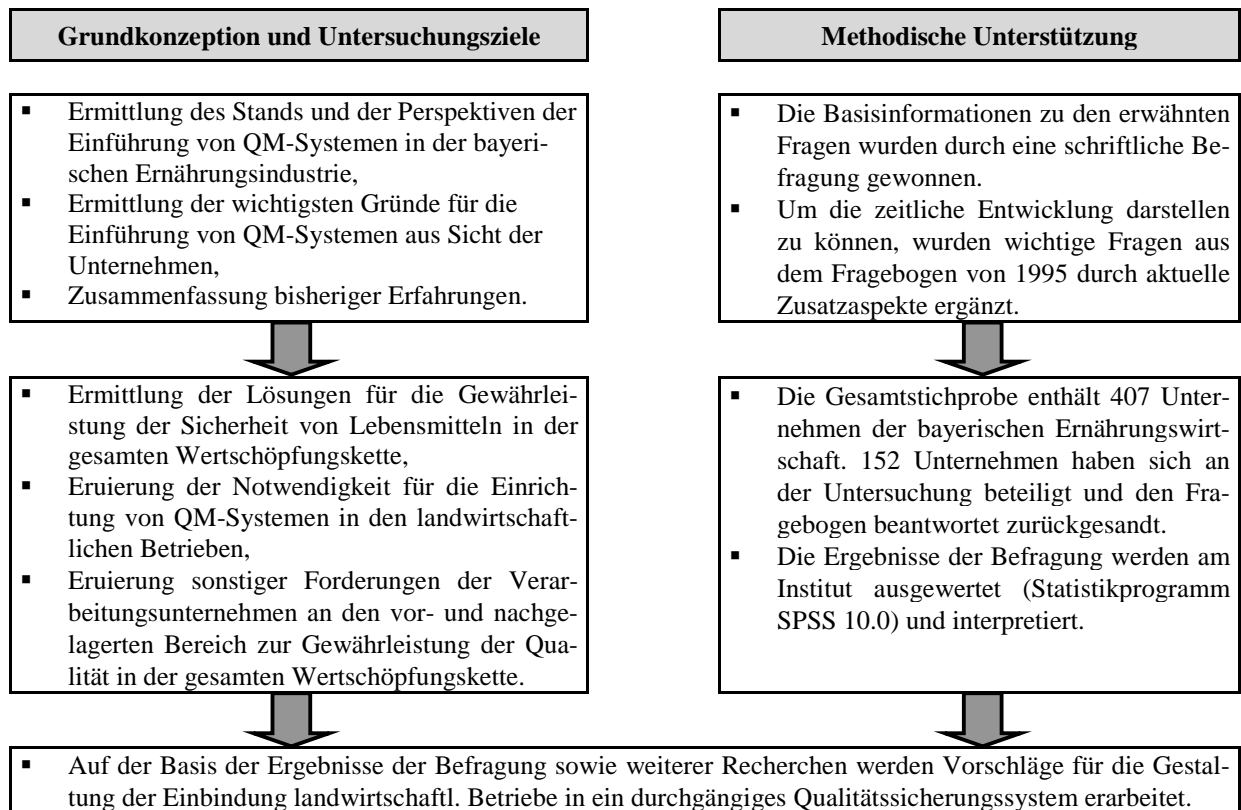 Grundkonzeption und Untersuchungsziele
▪ Ermittlung des Stands und der Perspektiven der
Einführung von QM-Systemen in der bayeri-
schen Ernährungsindustrie,
▪ Ermittlung der wichtigsten Gründe für die
Einführung von QM-Systemen aus Sicht der
Unternehmen,
▪ Zusammenfassung bisheriger Erfahrungen.
▪ Ermittlung der Lösungen für die Gewährlei-
stung der Sicherheit von Lebensmitteln in der
gesamten Wertschöpfungskette,
▪ Eruierung der Notwendigkeit für die Einrich-
tung von QM-Systemen in den landwirtschaft-
lichen Betrieben,
▪ Eruierung sonstiger Forderungen der Verar-
beitungsunternehmen an den vor- und nachge-
lagerten Bereich zur Gewährleistung der Qua-
lität in der gesamten Wertschöpfungskette.
Methodische Unterstützung
▪ Die Basisinformationen zu den erwähnten
Fragen wurden durch eine schriftliche Be-
fragung gewonnen.
▪ Um die zeitliche Entwicklung darstellen
zu können, wurden wichtige Fragen aus
dem Fragebogen von 1995 durch aktuelle
Zusatzaspekte ergänzt.
▪ Die Gesamtstichprobe enthält 407 Unter-
nehmen der bayerischen Ernährungswirt-
schaft. 152 Unternehmen haben sich an
der Untersuchung beteiligt und den Fra-
gebogen beantwortet zurückgesandt.
▪ Die Ergebnisse der Befragung werden am
Institut ausgewertet (Statistikprogramm
SPSS 10.0) und interpretiert.
▪ Auf der Basis der Ergebnisse der Befragung sowie weiterer Recherchen werden Vorschläge für die Gestal-
tung der Einbindung landwirtschaftl. Betriebe in ein durchgängiges Qualitätssicherungssystem erarbeitet.